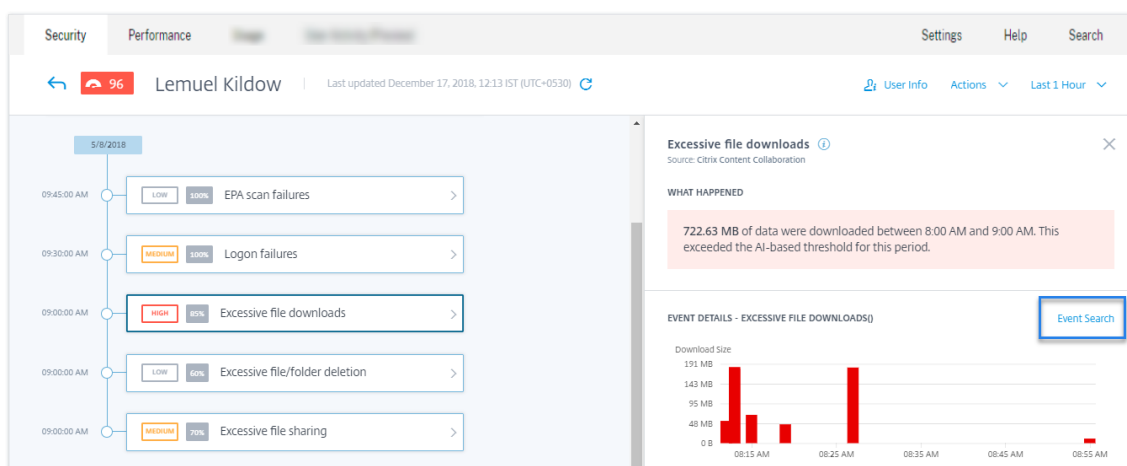 Security Performance Settings Help Search
96 Lemuel Kildow Last updated December 17, 2018, 12:13 IST (UTC+0530) User Info Actions Last 1 Hour
5/8/2018
09:45:00 AM LOW 100% EPA scan failures
09:30:00 AM MEDIUM 100% Logon failures
09:00:00 AM HIGH 85% Excessive file downloads
09:00:00 AM LOW 60% Excessive file/folder deletion
09:00:00 AM MEDIUM 70% Excessive file sharing
Excessive file downloads
Source: Citrix Content Collaboration
WHAT HAPPENED
722.63 MB of data were downloaded between 8:00 AM and 9:00 AM. This
exceeded the AI-based threshold for this period.
EVENT DETAILS - EXCESSIVE FILE DOWNLOADS() Event Search
Download Size
191 MB
143 MB
95 MB
48 MB
0 B
08:15 AM 08:25 AM 08:35 AM 08:45 AM 08:55 AM